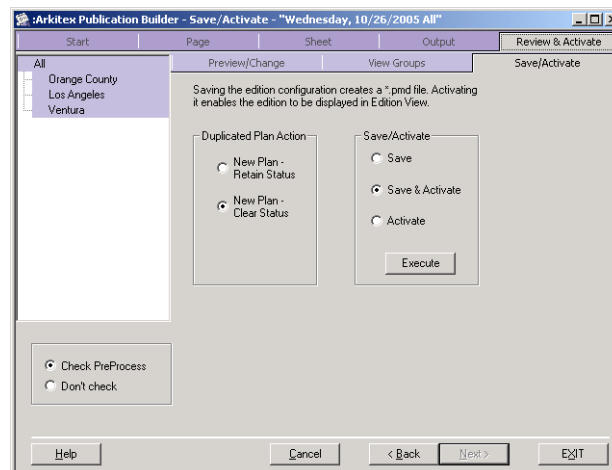 :Arkitex Publication Builder - Save/Activate - "Wednesday, 10/26/2005 All"
Start Page Sheet Output Review & Activate
Preview/Change View Groups Save/Activate
All
Orange County
Los Angeles
Ventura
Saving the edition configuration creates a *.pmd file. Activating
it enables the edition to be displayed in Edition View.
Duplicated Plan Action
New Plan -
Retain Status
New Plan -
Clear Status
Save/Activate
Save
Save & Activate
Activate
Execute
Check PreProcess
Don't check
Help Cancel < Back Next > EXIT